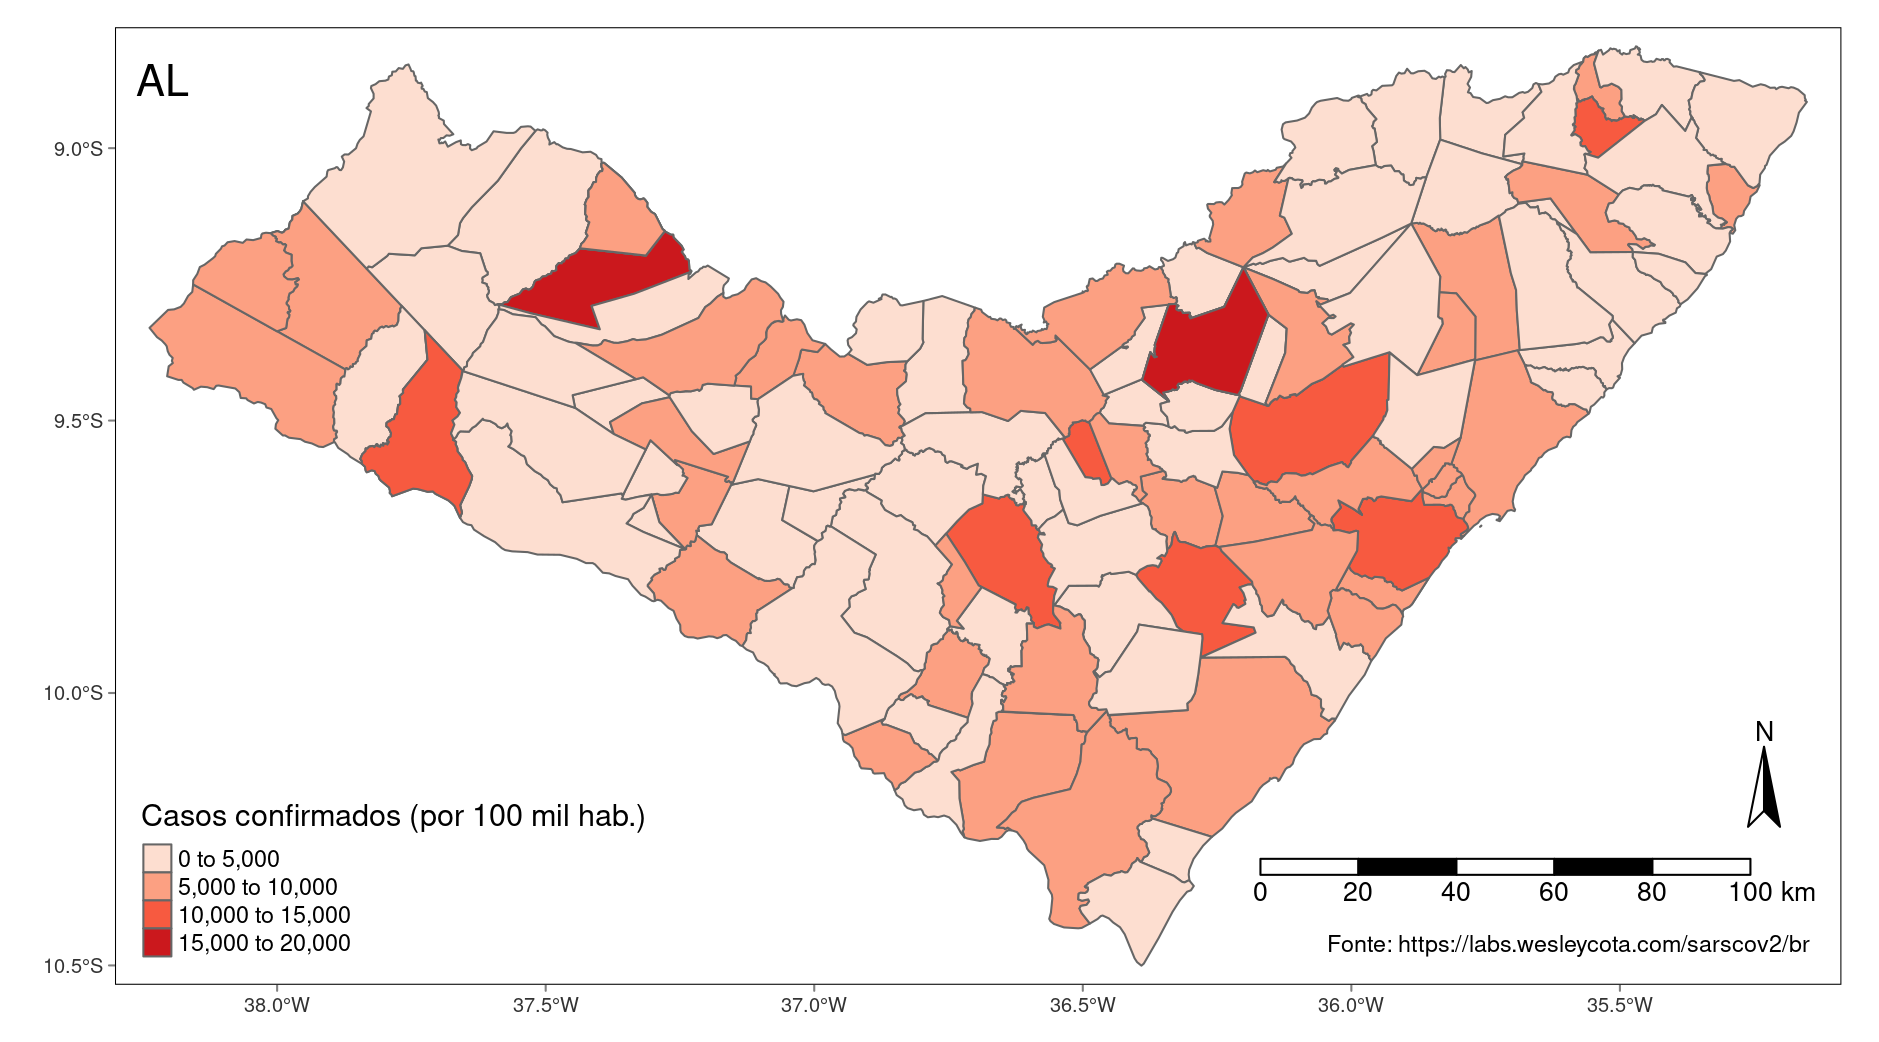 AL
9.0°S
9.5°S
10.0°S
10.5°S
N
Casos confirmados (por 100 mil hab.)
0 to 5,000
5,000 to 10,000
10,000 to 15,000
15,000 to 20,000
0 20 40 60 80 100 km
Fonte: https://labs.wesleycota.com/sarscov2/br
38.0°W 37.5°W 37.0°W 36.5°W 36.0°W 35.5°W